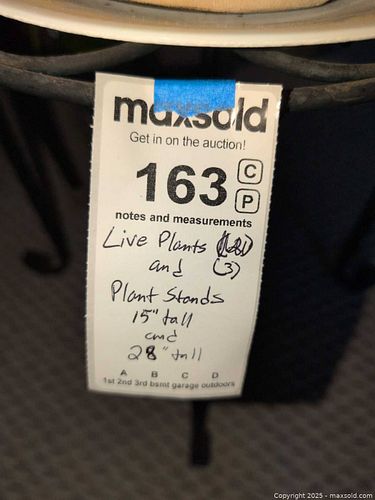 maxsold
Get in on the auction!
163 C
P
notes and measurements
Live Plants
and (3)
Plant Stands
15" tall
and
28" tall
A B C D
1st 2nd 3rd bsmt garage outdoors
Copyright 2025 - maxsold.com